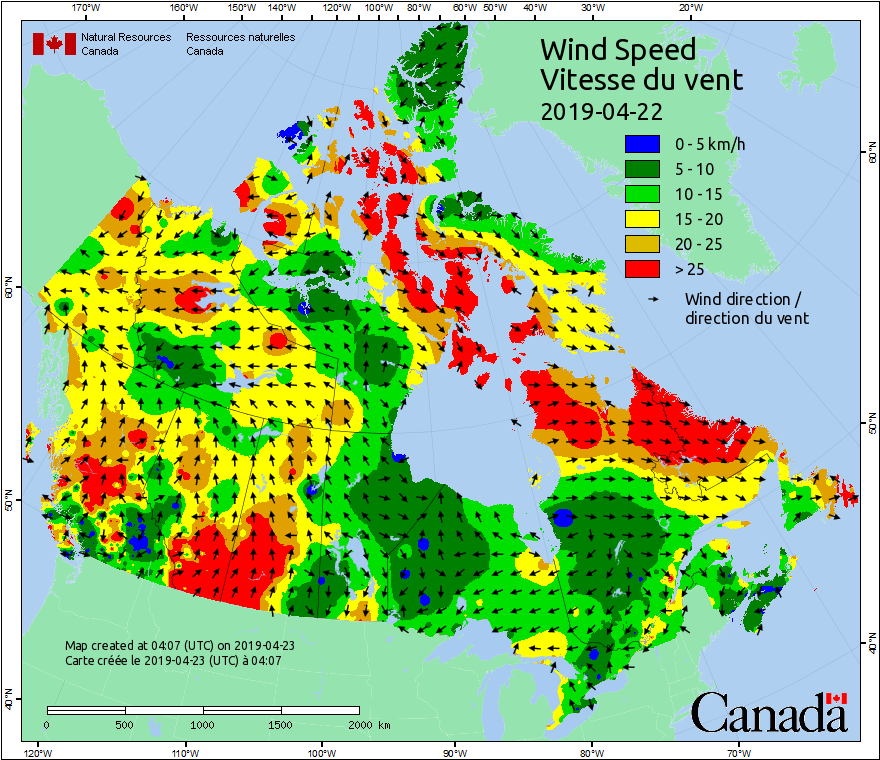 170°W 160°W 150°W 140°W 130°W 120°W 110°W 100°W 90°W 80°W 70°W 60°W 50°W 40°W 30°W 20°W
Natural Resources Ressources naturelles
Canada Canada
Wind Speed
Vitesse du vent
2019-04-22
0 - 5 km/h
5 - 10
10 - 15
15 - 20
20 - 25
> 25
Wind direction /
direction du vent
60°N
60°N
50°N
50°N
40°N
40°N
Map created at 04:07 (UTC) on 2019-04-23
Carte créée le 2019-04-23 (UTC) à 04:07
0 500 1000 1500 2000 km
Canada
120°W 110°W 100°W 90°W 80°W 70°W